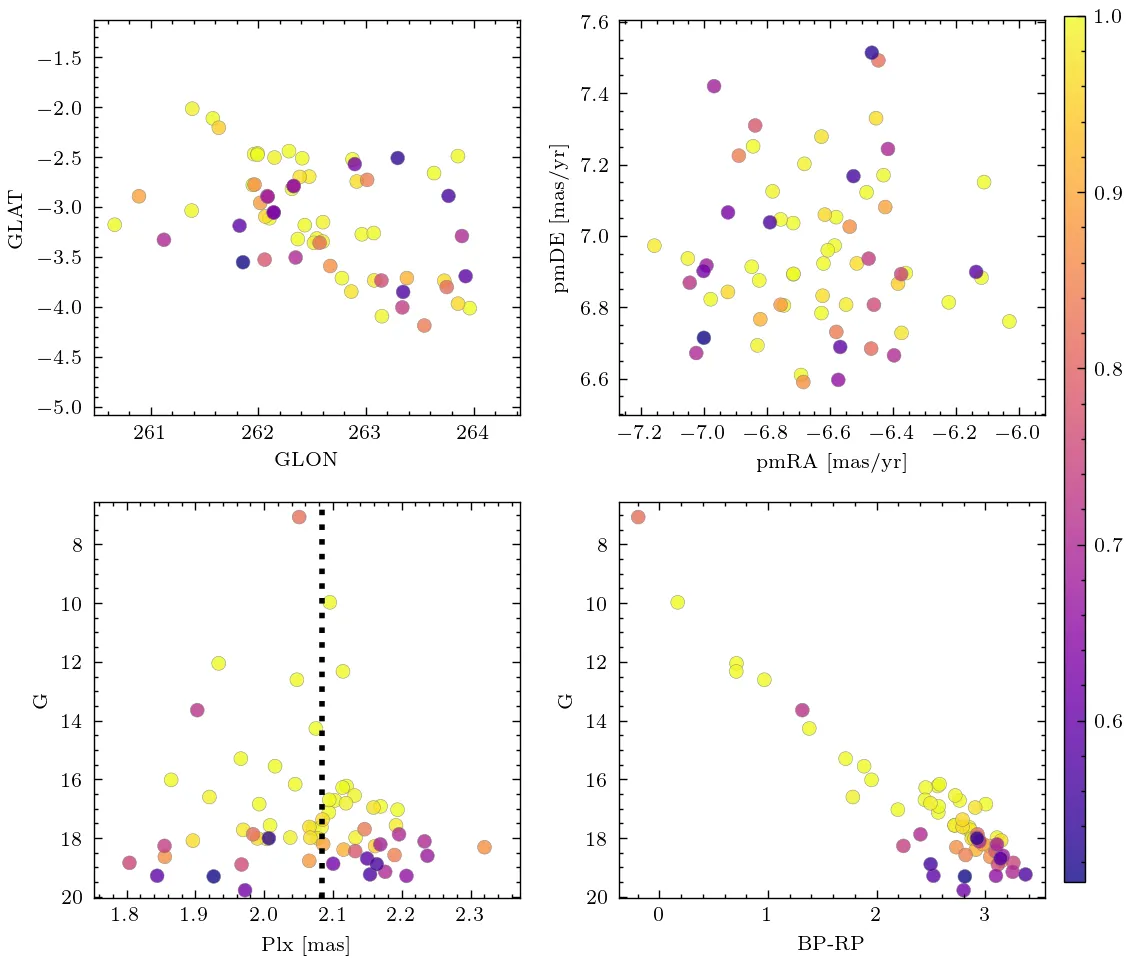 −1.5
−2.0
−2.5
−3.0
−3.5
−4.0
−4.5
−5.0
GLAT
261 262 263 264
GLON
7.6
7.4
7.2
7.0
6.8
6.6
pmDE [mas/yr]
−7.2 −7.0 −6.8 −6.6 −6.4 −6.2 −6.0
pmRA [mas/yr]
8
10
12
14
16
18
20
G
1.8 1.9 2.0 2.1 2.2 2.3
Plx [mas]
8
10
12
14
16
18
20
G
0 1 2 3
BP-RP
1.0
0.9
0.8
0.7
0.6